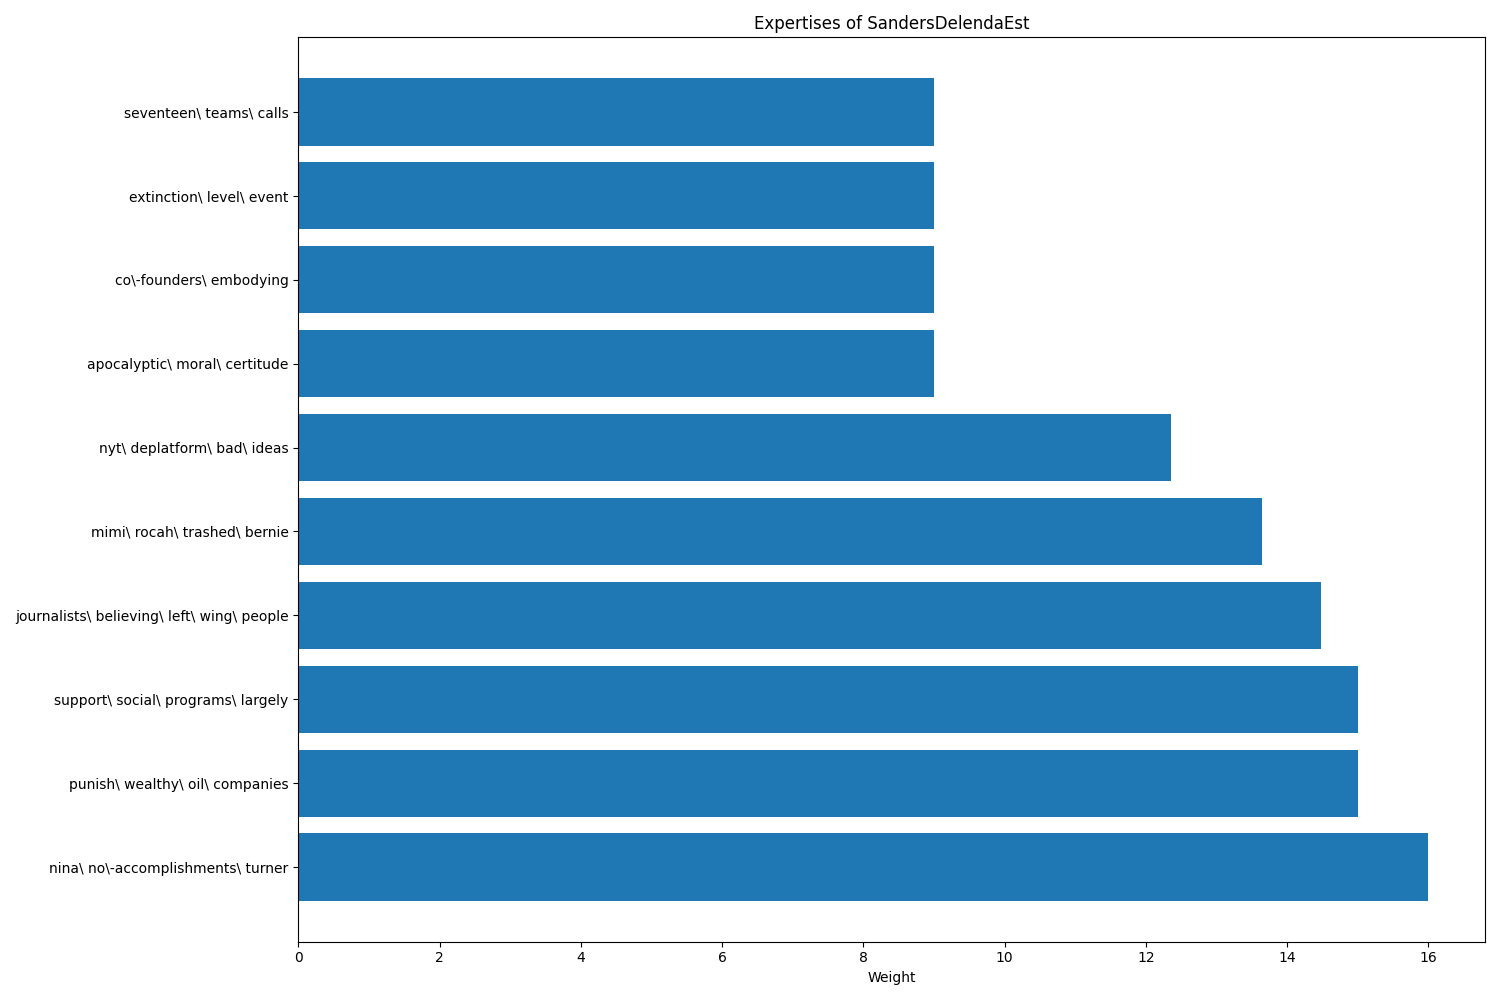 Expertises of SandersDelendaEst
seventeen\ teams\ calls
extinction\ level\ event
co\-founders\ embodying
apocalyptic\ moral\ certitude
nyt\ deplatform\ bad\ ideas
mimi\ rocah\ trashed\ bernie
journalists\ believing\ left\ wing\ people
support\ social\ programs\ largely
punish\ wealthy\ oil\ companies
nina\ no\-accomplishments\ turner
0 2 4 6 8 10 12 14 16
Weight